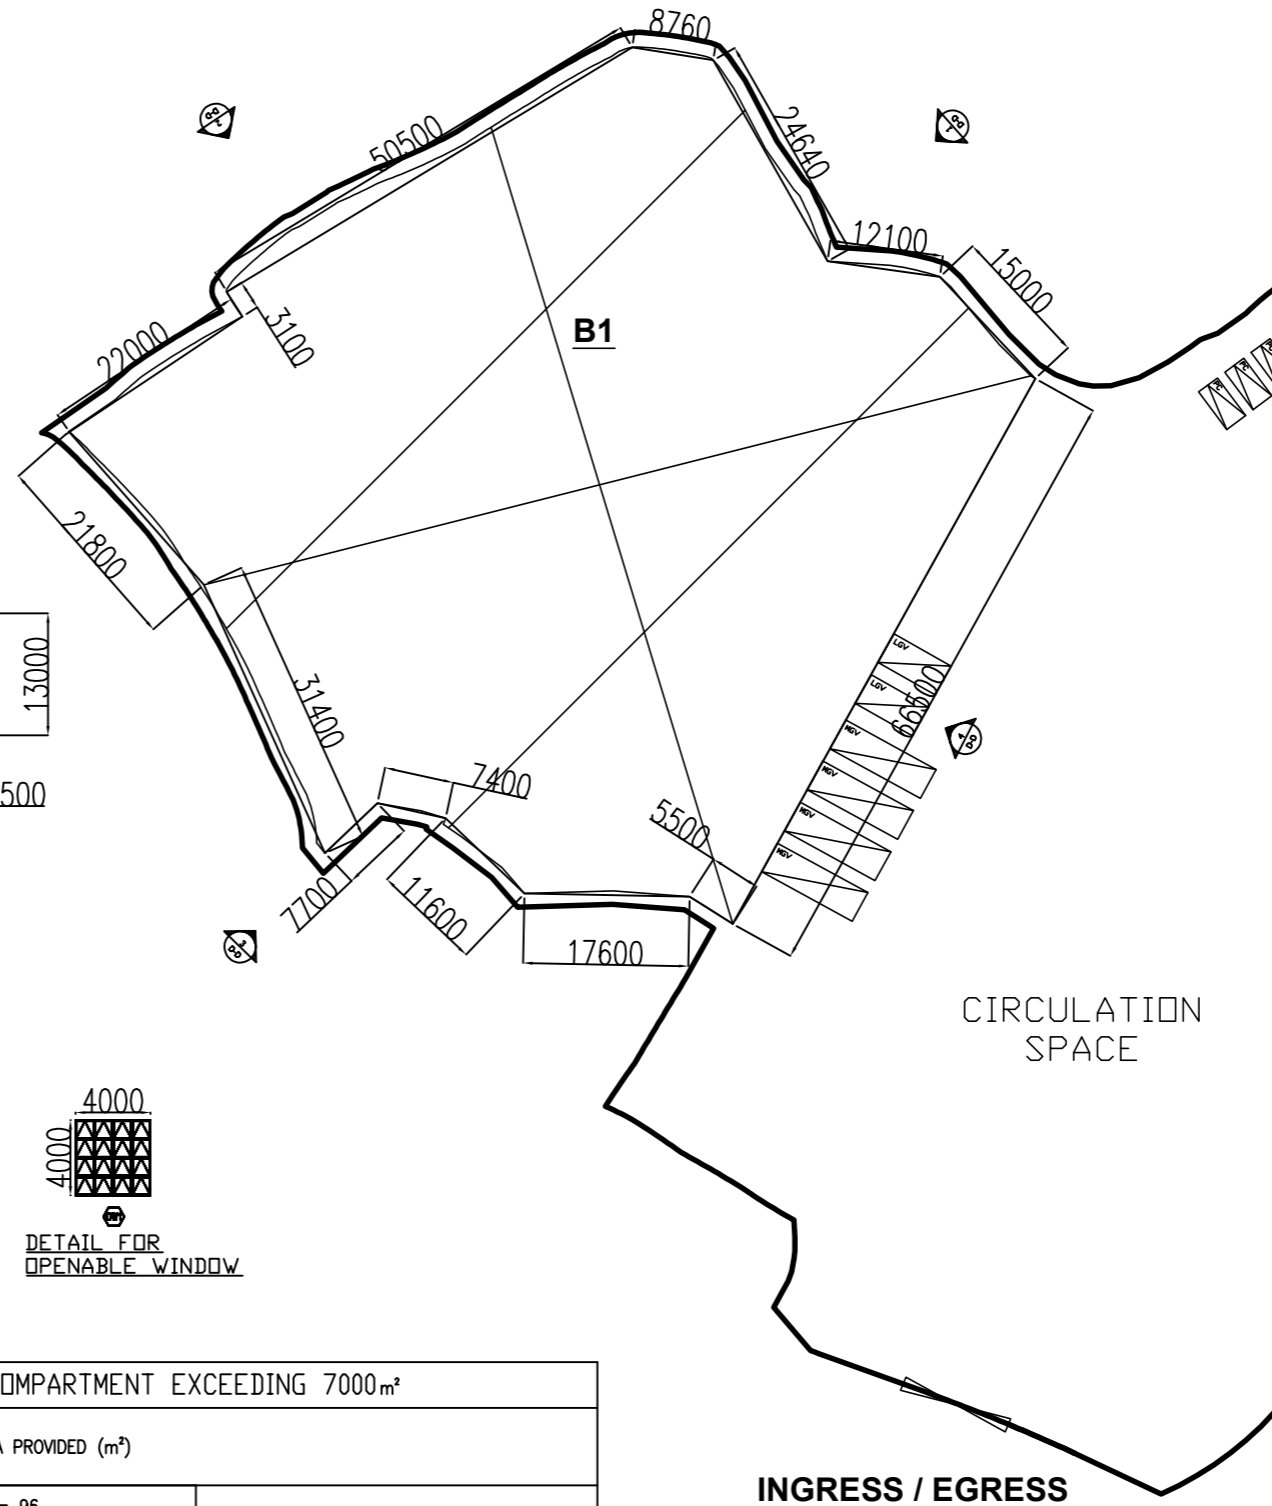 8760
50500
24640
12100
15000
3100
22000
B1
21800
31400
13000
66500
LGV
LGV
MGV
MGV
MGV
MGV
7400
5500
500
7700
11600
17600
CIRCULATION
SPACE
4000
4000
DETAIL FOR
OPENABLE WINDOW
OMPARTMENT EXCEEDING 7000m²
A PROVIDED (m²)
= 96
INGRESS / EGRESS